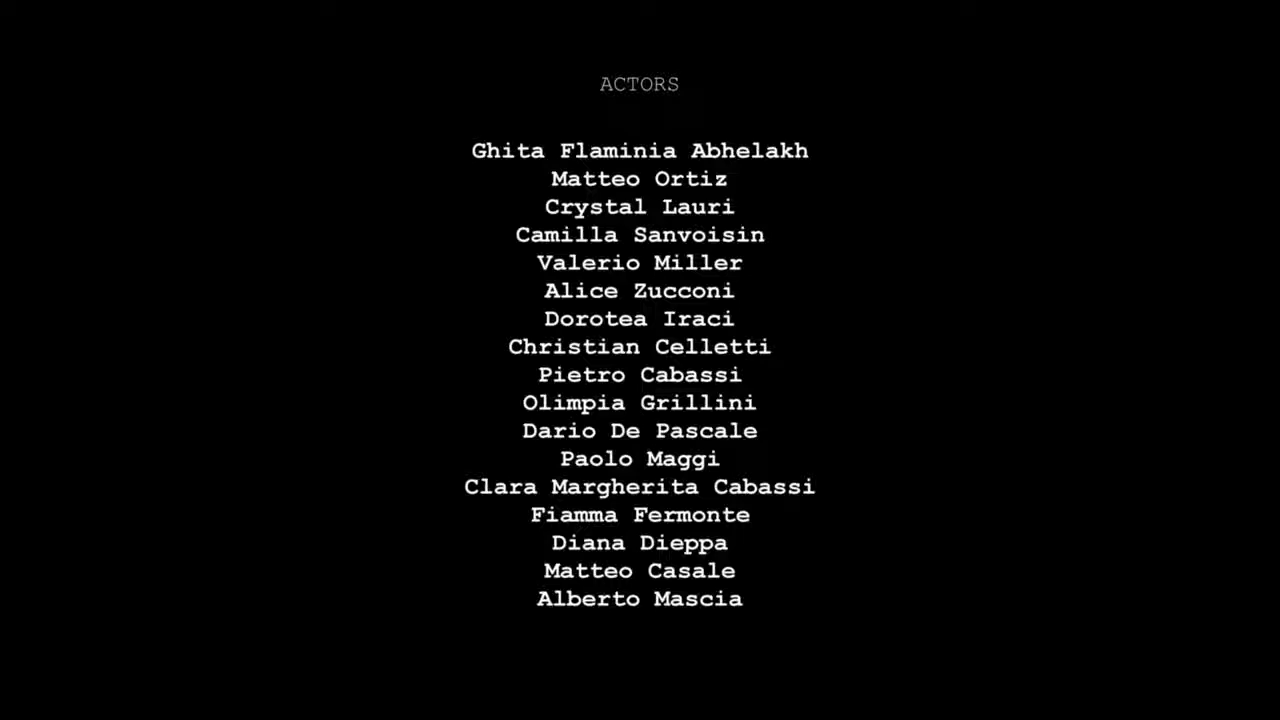 ACTORS
Ghita Flaminia Abhelakh
Matteo Ortiz
Crystal Lauri
Camilla Sanvoisin
Valerio Miller
Alice Zucconi
Dorotea Iraci
Christian Celletti
Pietro Cabassi
Olimpia Grillini
Dario De Pascale
Paolo Maggi
Clara Margherita Cabassi
Fiamma Fermonte
Diana Dieppa
Matteo Casale
Alberto Mascia